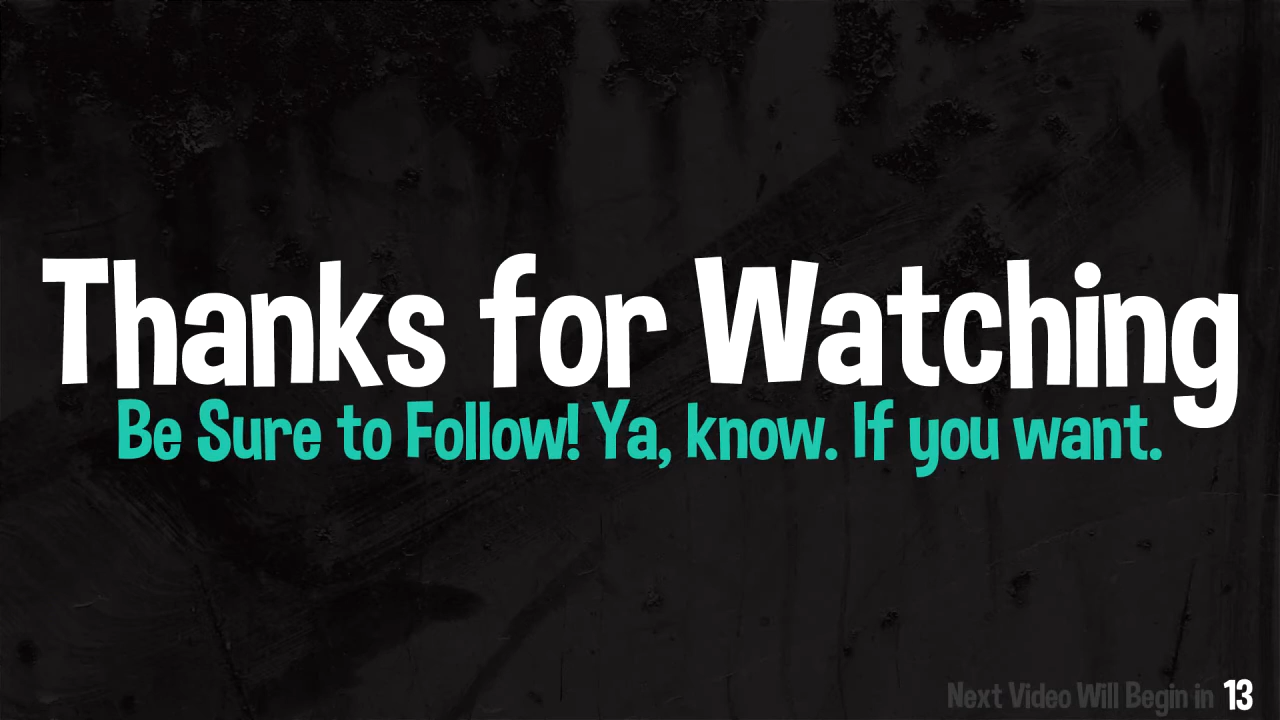 Thanks for Watching
Be Sure to Follow! Ya, know. If you want.
Next Video Will Begin in 13